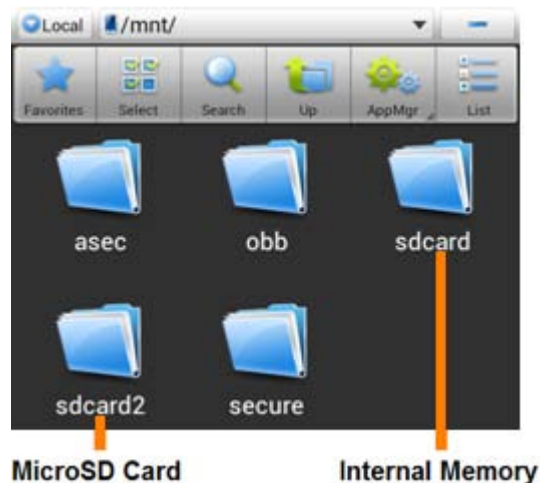 Local /mnt/
Favorites Select Search Up AppMgr List
asec obb sdcard
sdcard2 secure
MicroSD Card Internal Memory